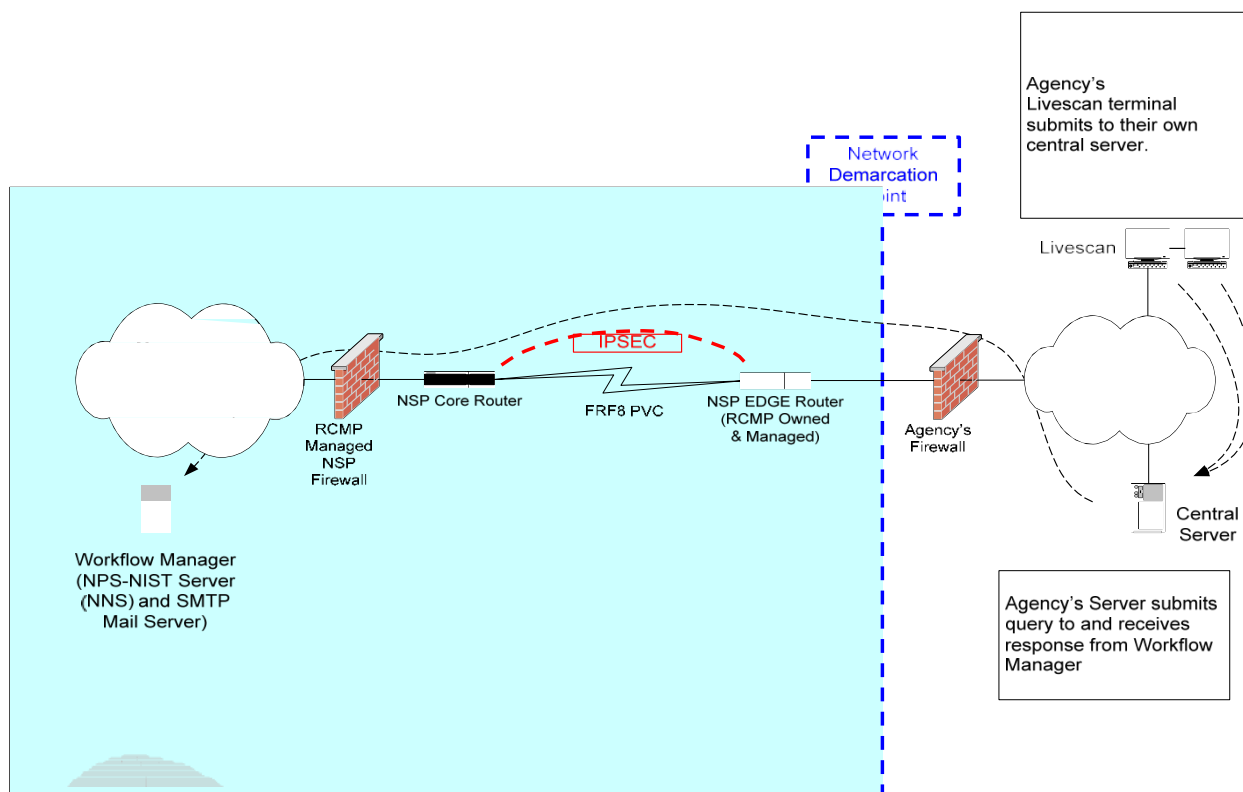 Agency's
Livescan terminal
submits to their own
central server.
Network
Demarcation
Livescan
IPSEC
NSP Core Router
FRF8 PVC
NSP EDGE Router
(RCMP Owned
& Managed)
RCMP
Managed
NSP
Firewall
Agency's
Firewall
Central
Server
Workflow Manager
(NPS-NIST Server
(NNS) and SMTP
Mail Server)
Agency's Server submits
query to and receives
response from Workflow
Manager